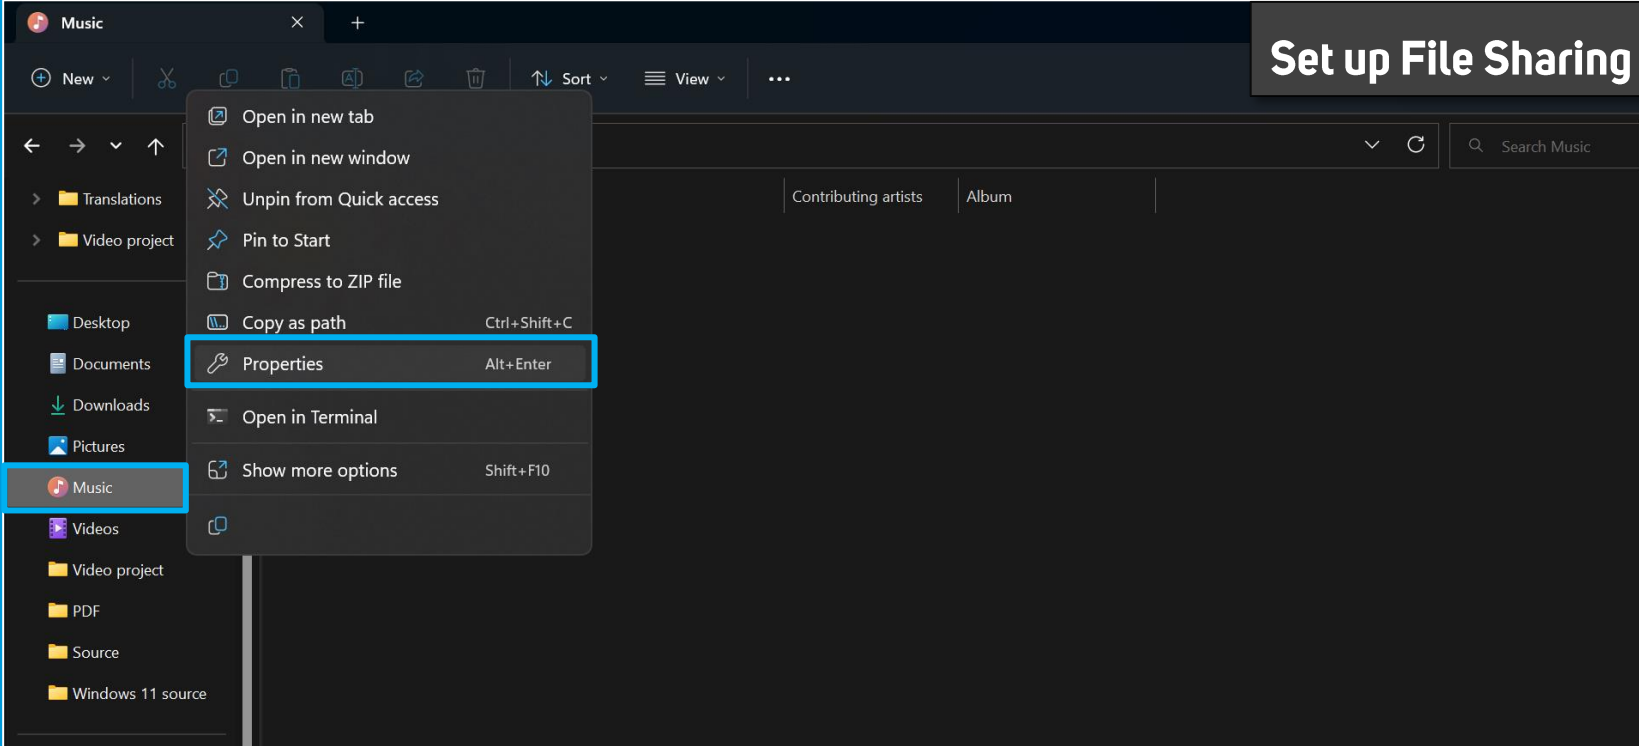 Music
Set up File Sharing
New
Sort
View
Search Music
Open in new tab
Open in new window
Unpin from Quick access
Pin to Start
Compress to ZIP file
Copy as path Ctrl+Shift+C
Properties Alt+Enter
Open in Terminal
Show more options Shift+F10
Contributing artists
Album
Translations
Video project
Desktop
Documents
Downloads
Pictures
Music
Videos
Video project
PDF
Source
Windows 11 source